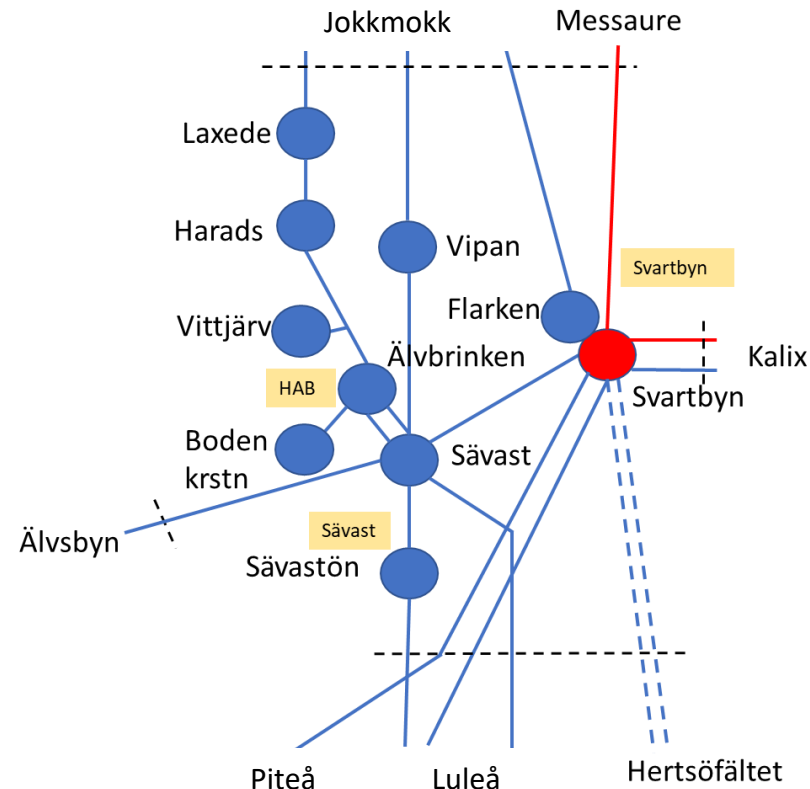 Jokkmokk
Messaure
Laxede
Harads
Vipan
Svartbyn
Flarken
Vittjärv
Älvbrinken
Kalix
HAB
Svartbyn
Boden
krstn
Sävast
Sävast
Älvsbyn
Sävastön
Piteå
Luleå
Hertsöfältet